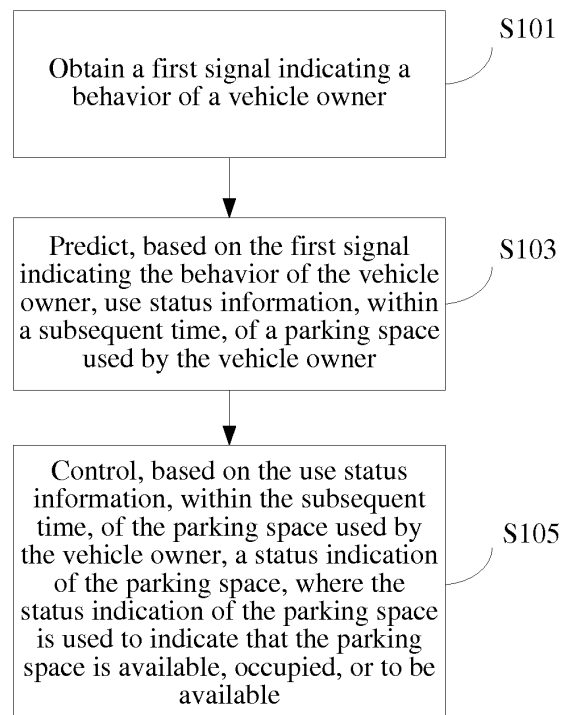 S101
Obtain a first signal indicating a
behavior of a vehicle owner
S103
Predict, based on the first signal
indicating the behavior of the vehicle
owner, use status information, within
a subsequent time, of a parking space
used by the vehicle owner
S105
Control, based on the use status
information, within the subsequent
time, of the parking space used by
the vehicle owner, a status indication
of the parking space, where the
status indication of the parking space
is used to indicate that the parking
space is available, occupied, or to be
available